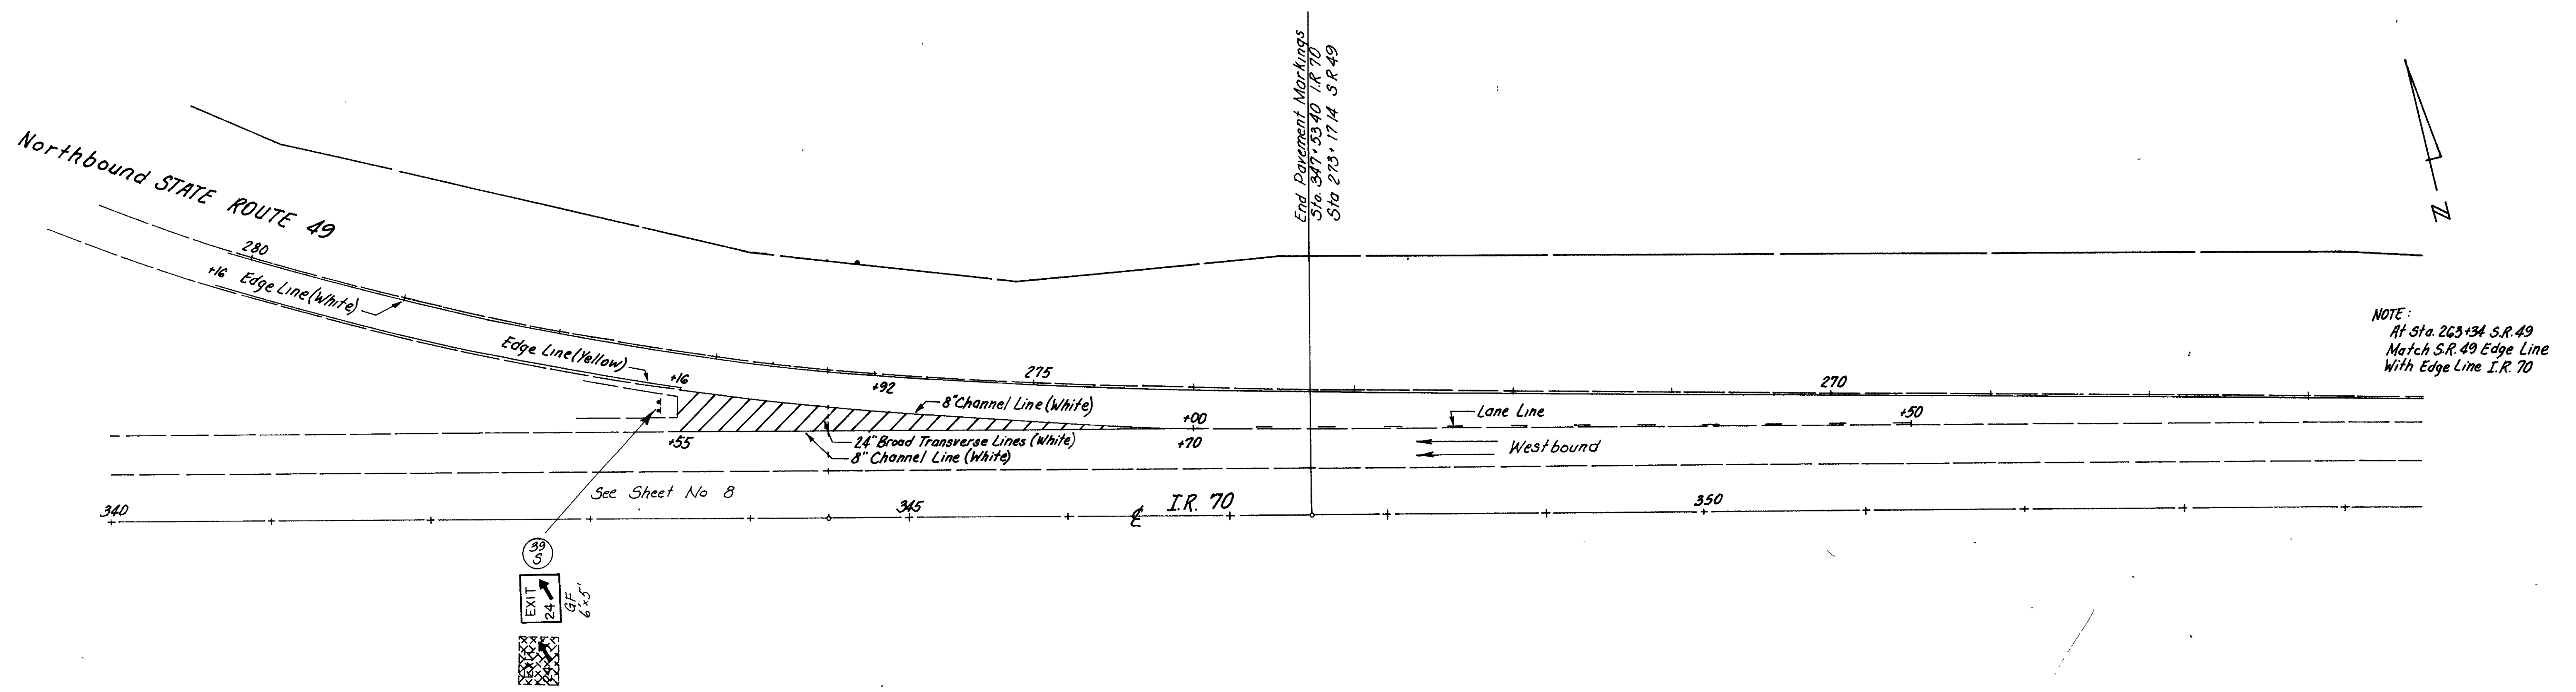 End Pavement Markings
Sta. 347+53 40 I.R 70
Sta 273+17 14 S R 49
Northbound STATE ROUTE 49
280
+16 Edge Line (White)
Edge Line (Yellow)
+16
+92
275
270
8" Channel Line (White)
+00
Lane Line
+50
+55
24" Broad Transverse Lines (White)
8" Channel Line (White)
+70
Westbound
NOTE:
At Sta. 263+34 S.R. 49
Match S.R. 49 Edge Line
With Edge Line I.R. 70
N
See Sheet No 8
340
345
℄ I.R. 70
350
39
S
EXIT
24
GF
6'x5'